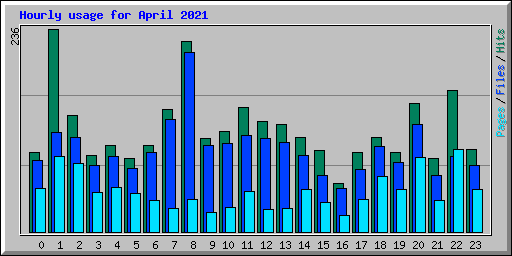 Hourly usage for April 2021
236
Pages/Files/Hits
0 1 2 3 4 5 6 7 8 9 10 11 12 13 14 15 16 17 18 19 20 21 22 23